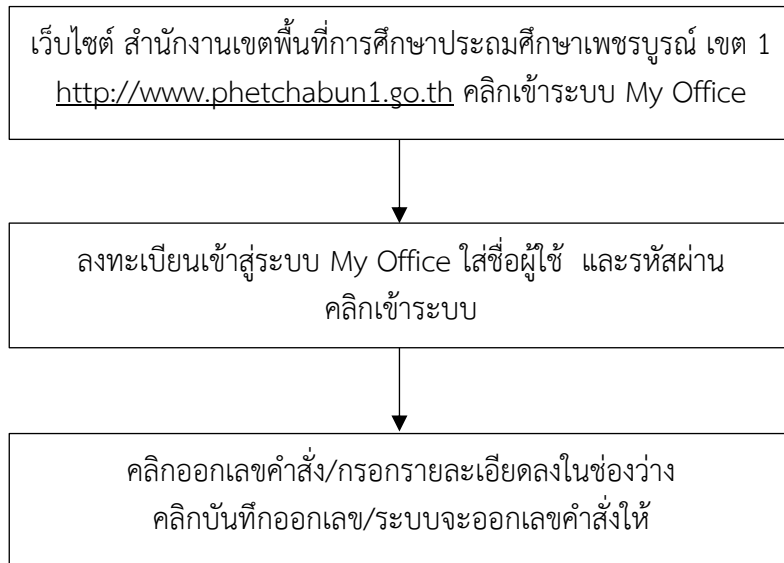 เว็บไซต์ สำนักงานเขตพื้นที่การศึกษาประถมศึกษาเพชรบูรณ์ เขต 1
http://www.phetchabun1.go.th คลิกเข้าระบบ My Office
ลงทะเบียนเข้าสู่ระบบ My Office ใส่ชื่อผู้ใช้ และรหัสผ่าน
คลิกเข้าระบบ
คลิกออกเลขคำสั่ง/กรอกรายละเอียดลงในช่องว่าง
คลิกบันทึกออกเลข/ระบบจะออกเลขคำสั่งให้